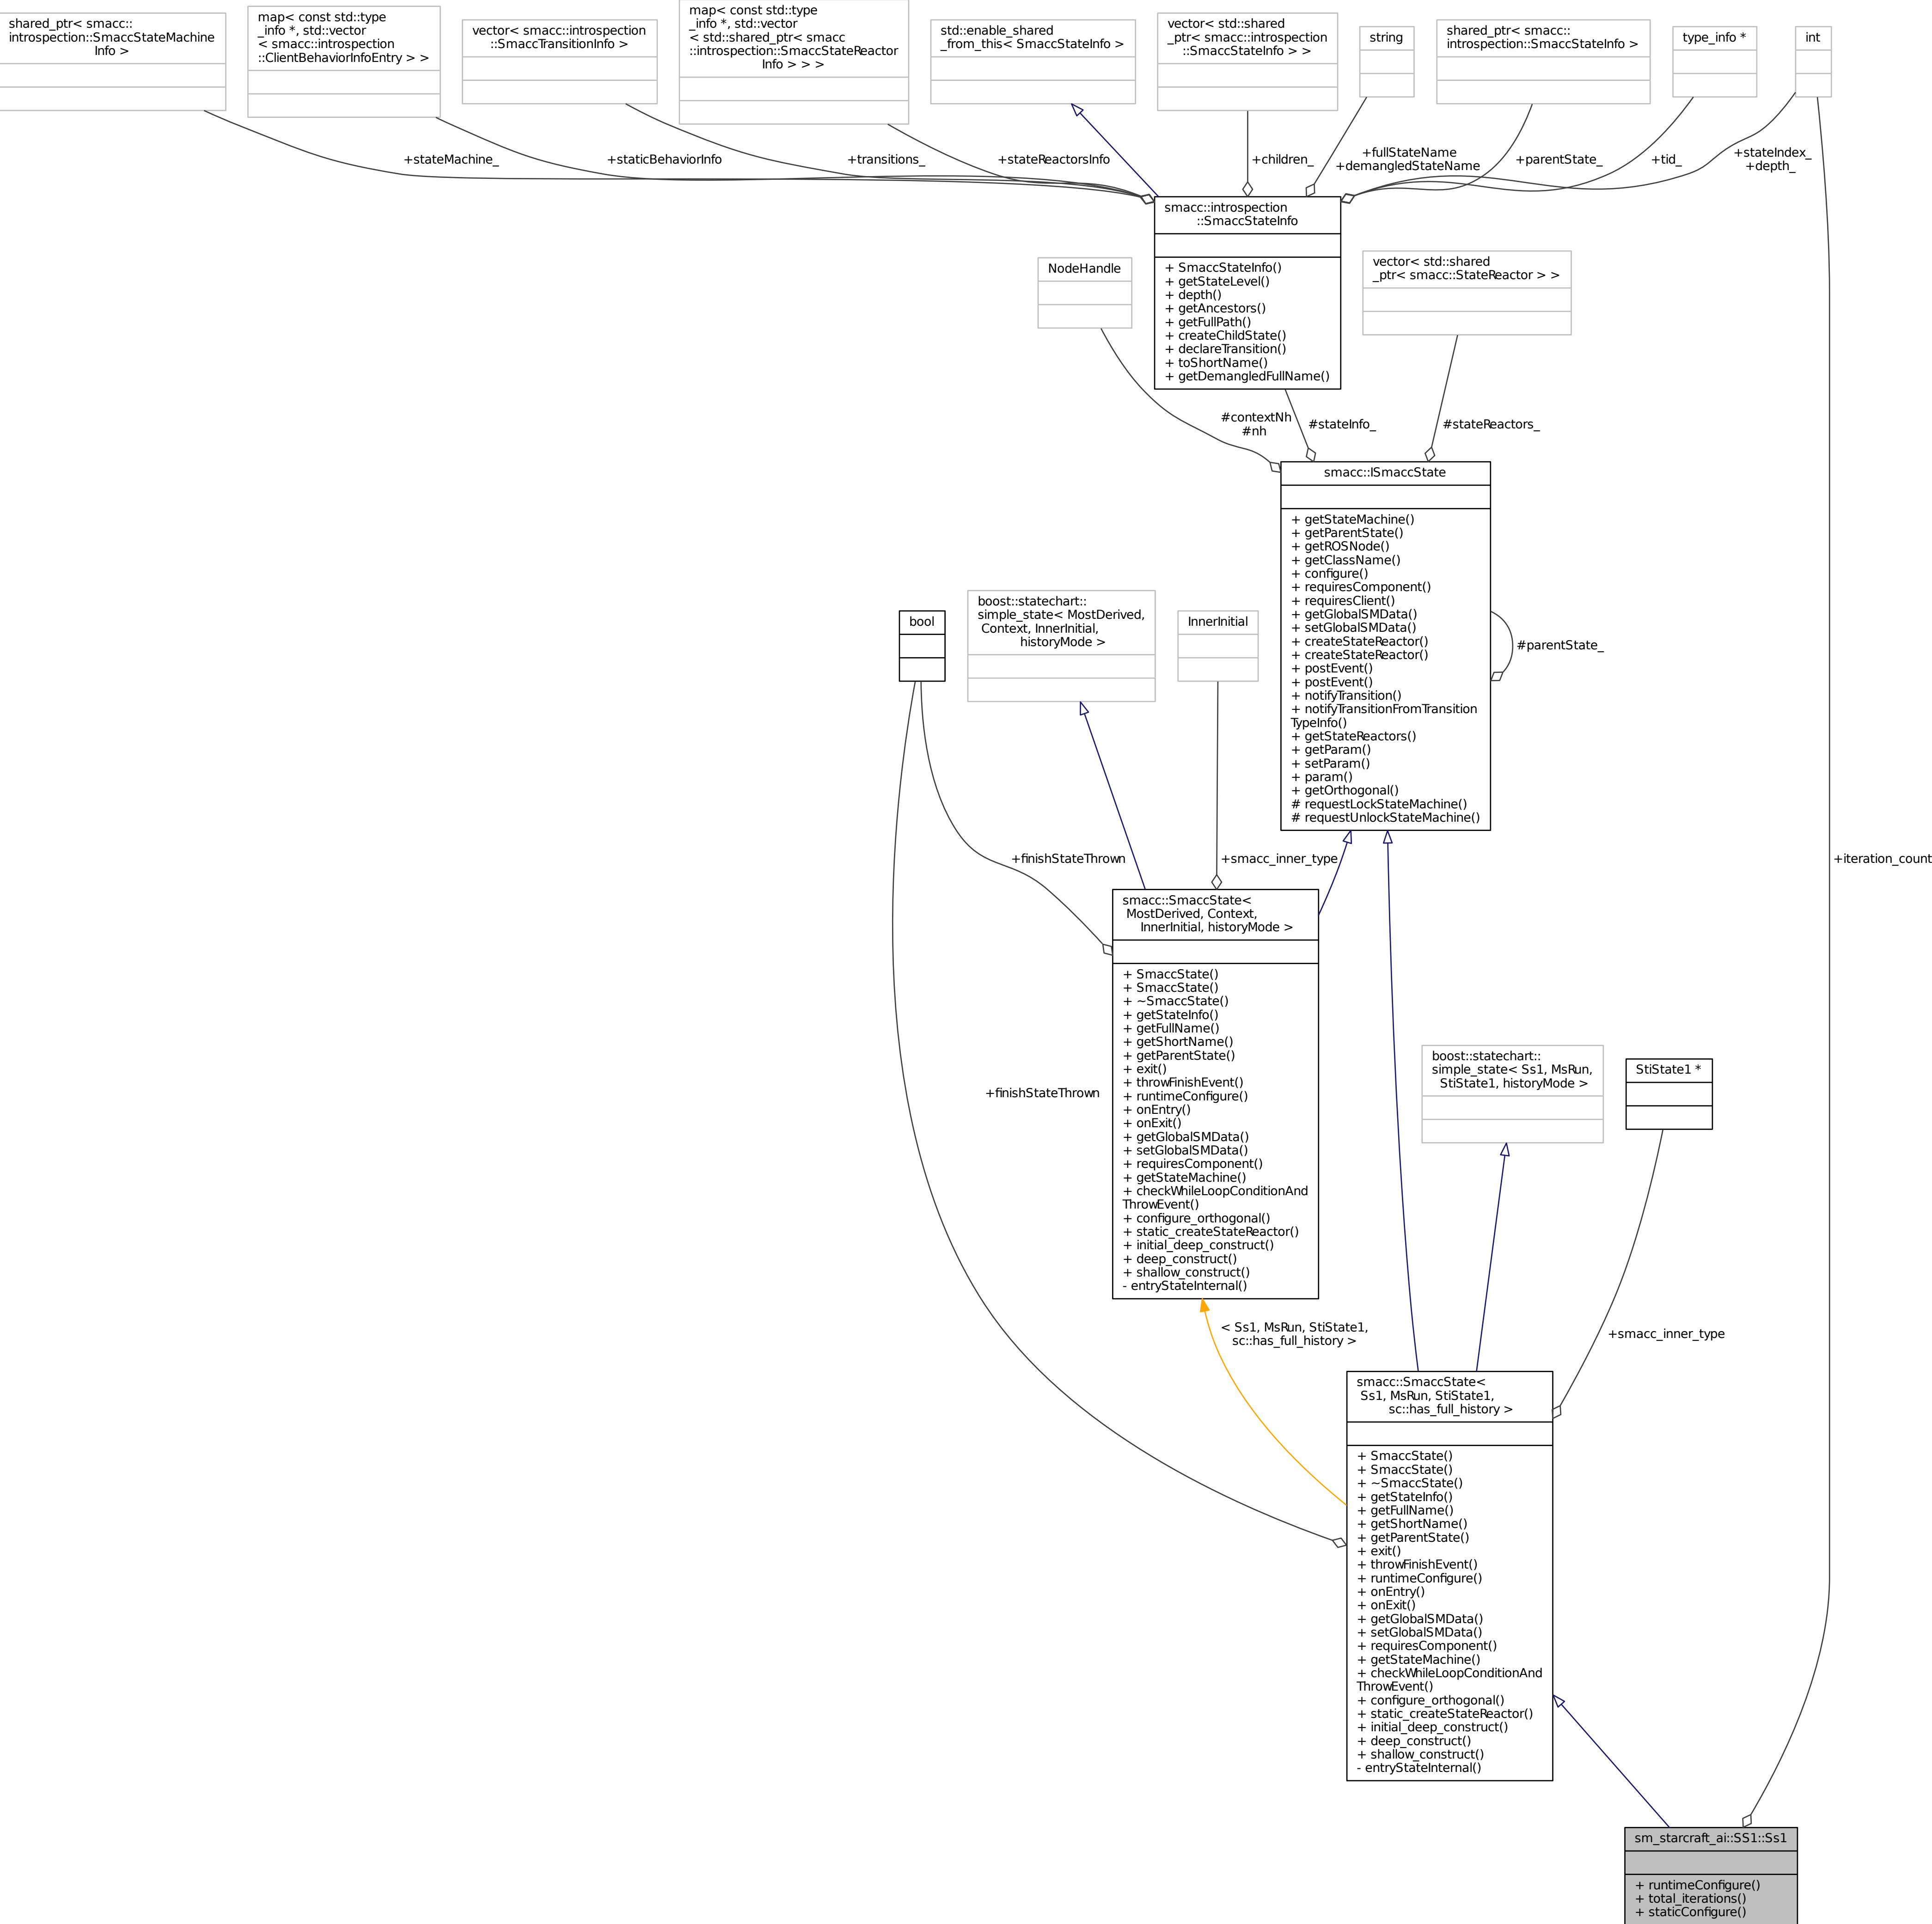 shared_ptr< smacc::
introspection::SmaccStateMachine
Info >
map< const std::type
_info *, std::vector
< smacc::introspection
::ClientBehaviorInfoEntry > >
vector< smacc::introspection
::SmaccTransitionInfo >
map< const std::type
_info *, std::vector
< std::shared_ptr< smacc
::introspection::SmaccStateReactor
Info > > >
std::enable_shared
_from_this< SmaccStateInfo >
vector< std::shared
_ptr< smacc::introspection
::SmaccStateInfo > >
string
shared_ptr< smacc::
introspection::SmaccStateInfo >
type_info *
int
+stateMachine_
+staticBehaviorInfo
+transitions_
+stateReactorsInfo
+children_
+fullStateName
+demangledStateName
+parentState_
+tid_
+stateIndex_
+depth_
smacc::introspection
::SmaccStateInfo
+ SmaccStateInfo()
+ getStateLevel()
+ depth()
+ getAncestors()
+ getFullPath()
+ createChildState()
+ declareTransition()
+ toShortName()
+ getDemangledFullName()
NodeHandle
vector< std::shared
_ptr< smacc::StateReactor > >
#contextNh
#nh
#stateInfo_
#stateReactors_
smacc::ISmaccState
+ getStateMachine()
+ getParentState()
+ getROSNode()
+ getClassName()
+ configure()
+ requiresComponent()
+ requiresClient()
+ getGlobalSMData()
+ setGlobalSMData()
+ createStateReactor()
+ createStateReactor()
+ postEvent()
+ postEvent()
+ notifyTransition()
+ notifyTransitionFromTransition
TypeInfo()
+ getStateReactors()
+ getParam()
+ setParam()
+ param()
+ getOrthogonal()
# requestLockStateMachine()
# requestUnlockStateMachine()
#parentState_
bool
boost::statechart::
simple_state< MostDerived,
Context, InnerInitial,
historyMode >
InnerInitial
+finishStateThrown
+smacc_inner_type
+iteration_count
smacc::SmaccState<
MostDerived, Context,
InnerInitial, historyMode >
+ SmaccState()
+ SmaccState()
+ ~SmaccState()
+ getStateInfo()
+ getFullName()
+ getShortName()
+ getParentState()
+ exit()
+ throwFinishEvent()
+ runtimeConfigure()
+ onEntry()
+ onExit()
+ getGlobalSMData()
+ setGlobalSMData()
+ requiresComponent()
+ getStateMachine()
+ checkWhileLoopConditionAnd
ThrowEvent()
+ configure_orthogonal()
+ static_createStateReactor()
+ initial_deep_construct()
+ deep_construct()
+ shallow_construct()
- entryStateInternal()
+finishStateThrown
boost::statechart::
simple_state< Ss1, MsRun,
StiState1, historyMode >
StiState1 *
< Ss1, MsRun, StiState1,
sc::has_full_history >
+smacc_inner_type
smacc::SmaccState<
Ss1, MsRun, StiState1,
sc::has_full_history >
+ SmaccState()
+ SmaccState()
+ ~SmaccState()
+ getStateInfo()
+ getFullName()
+ getShortName()
+ getParentState()
+ exit()
+ throwFinishEvent()
+ runtimeConfigure()
+ onEntry()
+ onExit()
+ getGlobalSMData()
+ setGlobalSMData()
+ requiresComponent()
+ getStateMachine()
+ checkWhileLoopConditionAnd
ThrowEvent()
+ configure_orthogonal()
+ static_createStateReactor()
+ initial_deep_construct()
+ deep_construct()
+ shallow_construct()
- entryStateInternal()
sm_starcraft_ai::SS1::Ss1
+ runtimeConfigure()
+ total_iterations()
+ staticConfigure()